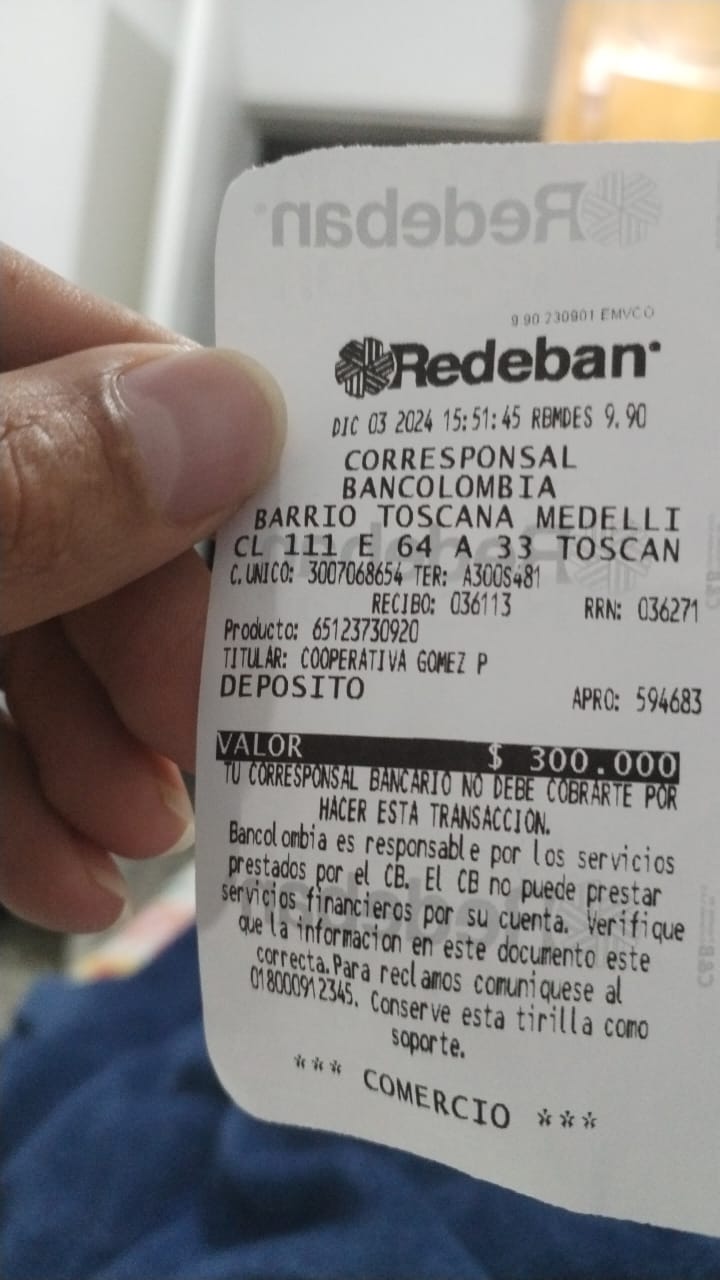 Redeban
9.90 230901 EMVCO
Redeban
DIC 03 2024 15:51:45 RBMDES 9.90
CORRESPONSAL
BANCOLOMBIA
BARRIO TOSCANA MEDELLI
CL 111 E 64 A 33 TOSCAN
C.UNICO: 3007068654 TER: A300S481
RECIBO: 036113 RRN: 036271
Producto: 65123730920
TITULAR: COOPERATIVA GOMEZ P
DEPOSITO APRO: 594683
VALOR $ 300.000
TU CORRESPONSAL BANCARIO NO DEBE COBRARTE POR
HACER ESTA TRANSACCION.
Bancolombia es responsable por los servicios
prestados por el CB. El CB no puede prestar
servicios financieros por su cuenta. Verifique
que la informacion en este documento este
correcta.Para reclamos comuniquese al
018000912345. Conserve esta tirilla como
soporte.
*** COMERCIO ***